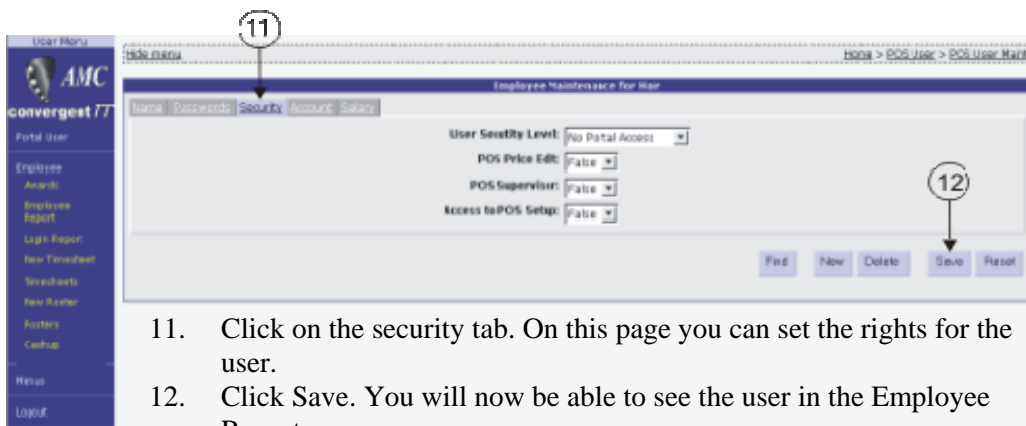 11
User Menu
Hide menu
Home > POS User > POS User Maint
AMC
convergent IT
Employee Maintenance for Hair
Name Passwords Security Account Salary
Portal User
User Security Level: No Portal Access
POS Price Edit: False
POS Supervisor: False
Access to POS Setup: False
12
Employee
Awards
Employee
Report
Login Report
New Timesheet
Timesheets
New Roster
Rosters
Cashup
Find New Delete Save Reset
Menus
Logout
11. Click on the security tab. On this page you can set the rights for the
user.
12. Click Save. You will now be able to see the user in the Employee